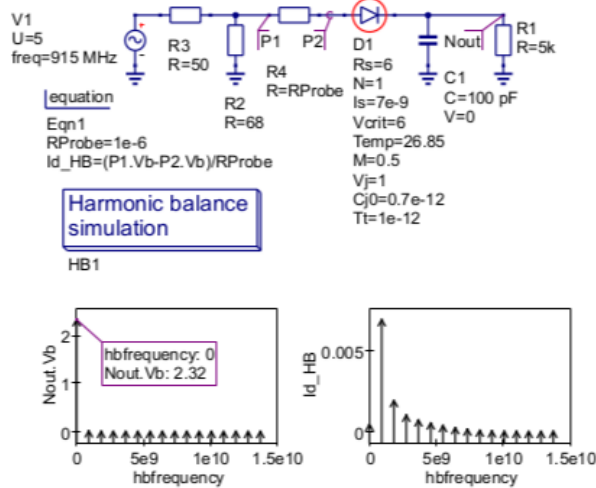 V1
U=5
freq=915 MHz
R3
R=50
R2
R=68
P1
P2
R4
R=RProbe
D1
Rs=6
N=1
Is=7e-9
Vcrit=6
Temp=26.85
M=0.5
Vj=1
Cj0=0.7e-12
Tt=1e-12
C1
C=100 pF
V=0
Nout
R1
R=5k
equation
Eqn1
RProbe=1e-6
Id_HB=(P1.Vb-P2.Vb)/RProbe
Harmonic balance
simulation
HB1
Nout.Vb
2
1
0
hbfrequency: 0
Nout.Vb: 2.32
0 5e9 1e10 1.5e10
hbfrequency
Id_HB
0.005
0
0 5e9 1e10 1.5e10
hbfrequency